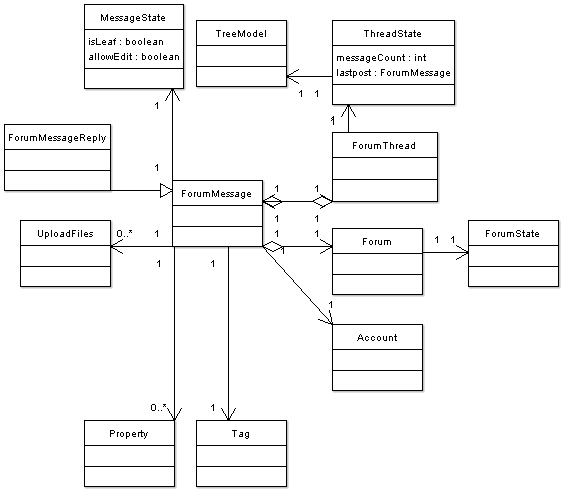 MessageState
isLeaf : boolean
allowEdit : boolean
TreeModel
ThreadState
messageCount : int
lastpost : ForumMessage
1
1
1
1
ForumMessageReply
ForumThread
1
ForumMessage
1
1
1
1
UploadFiles
0..*
1
1
1
Forum
1
1
ForumState
1
1
1
Account
0..*
1
Property
Tag